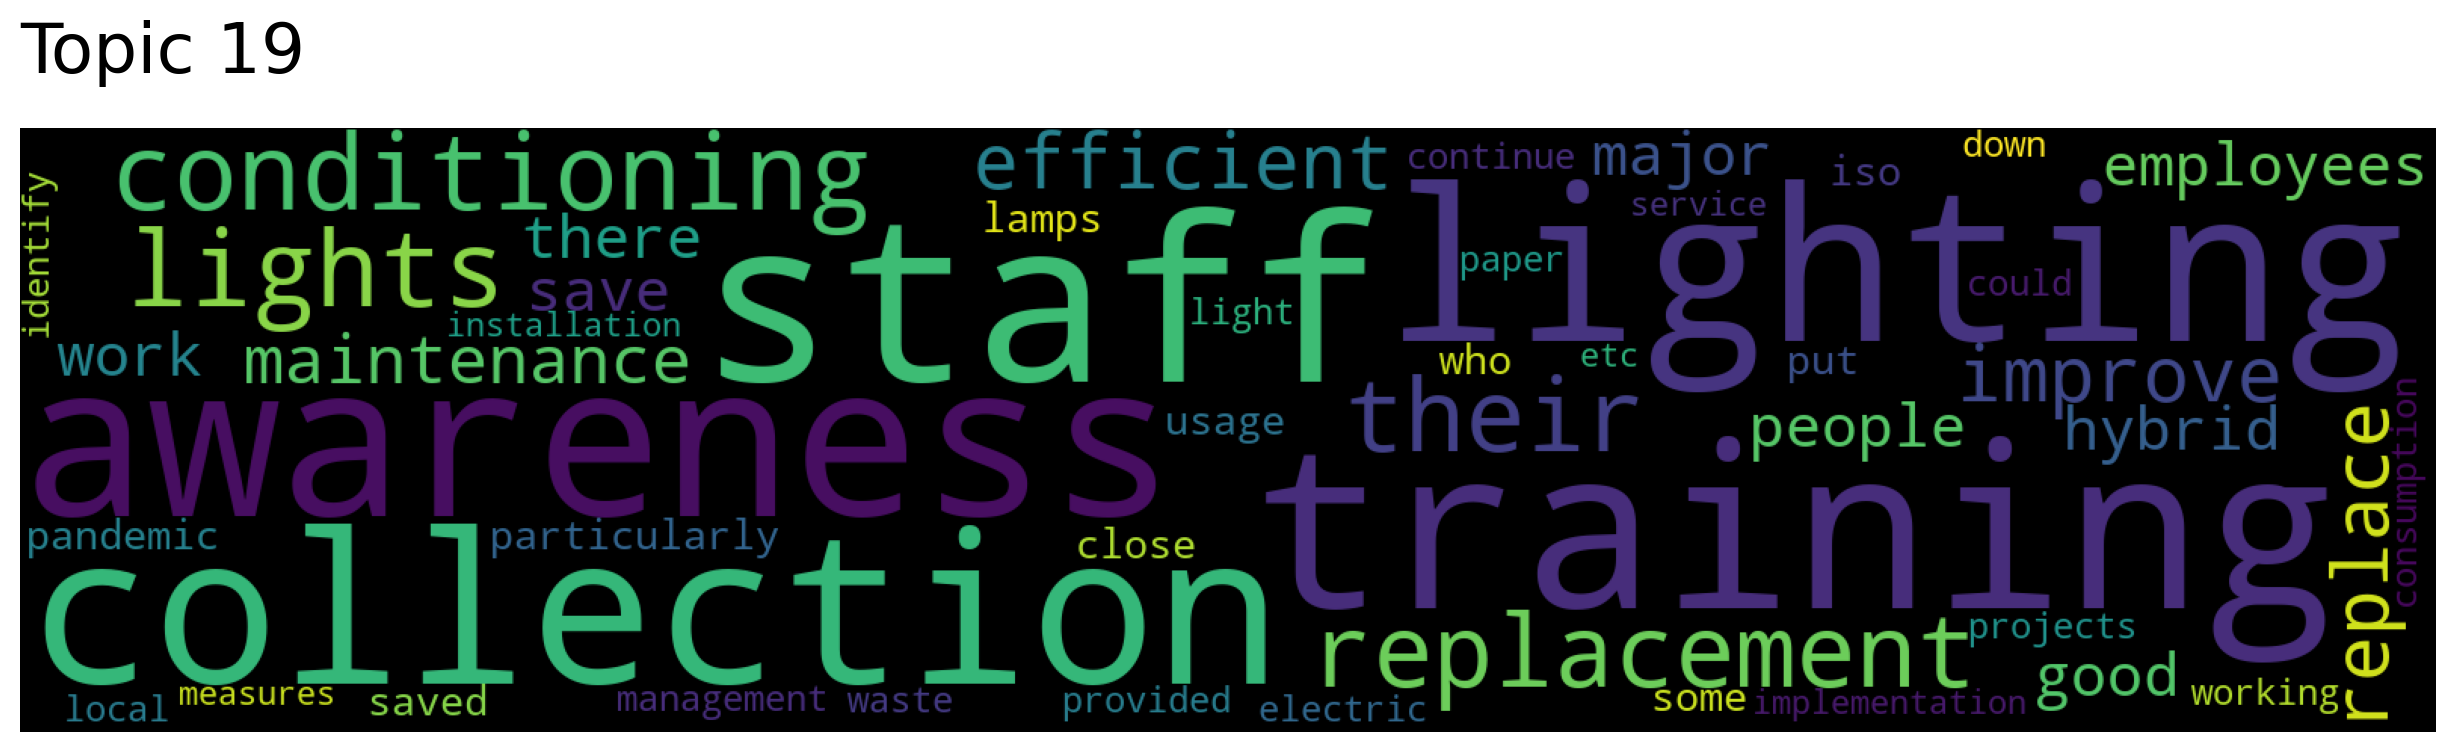 Topic 19
conditioning
efficient
continue
major
iso
down
employees
identify
lights
there
lamps
service
save
staff
lighting
paper
could
light
installation
work
maintenance
who
etc
put
improve
awareness
usage
their
people
hybrid
replace
consumption
pandemic
particularly
close
training
collection
replacement
projects
good
local
measures
saved
management
waste
provided
electric
some
implementation
working